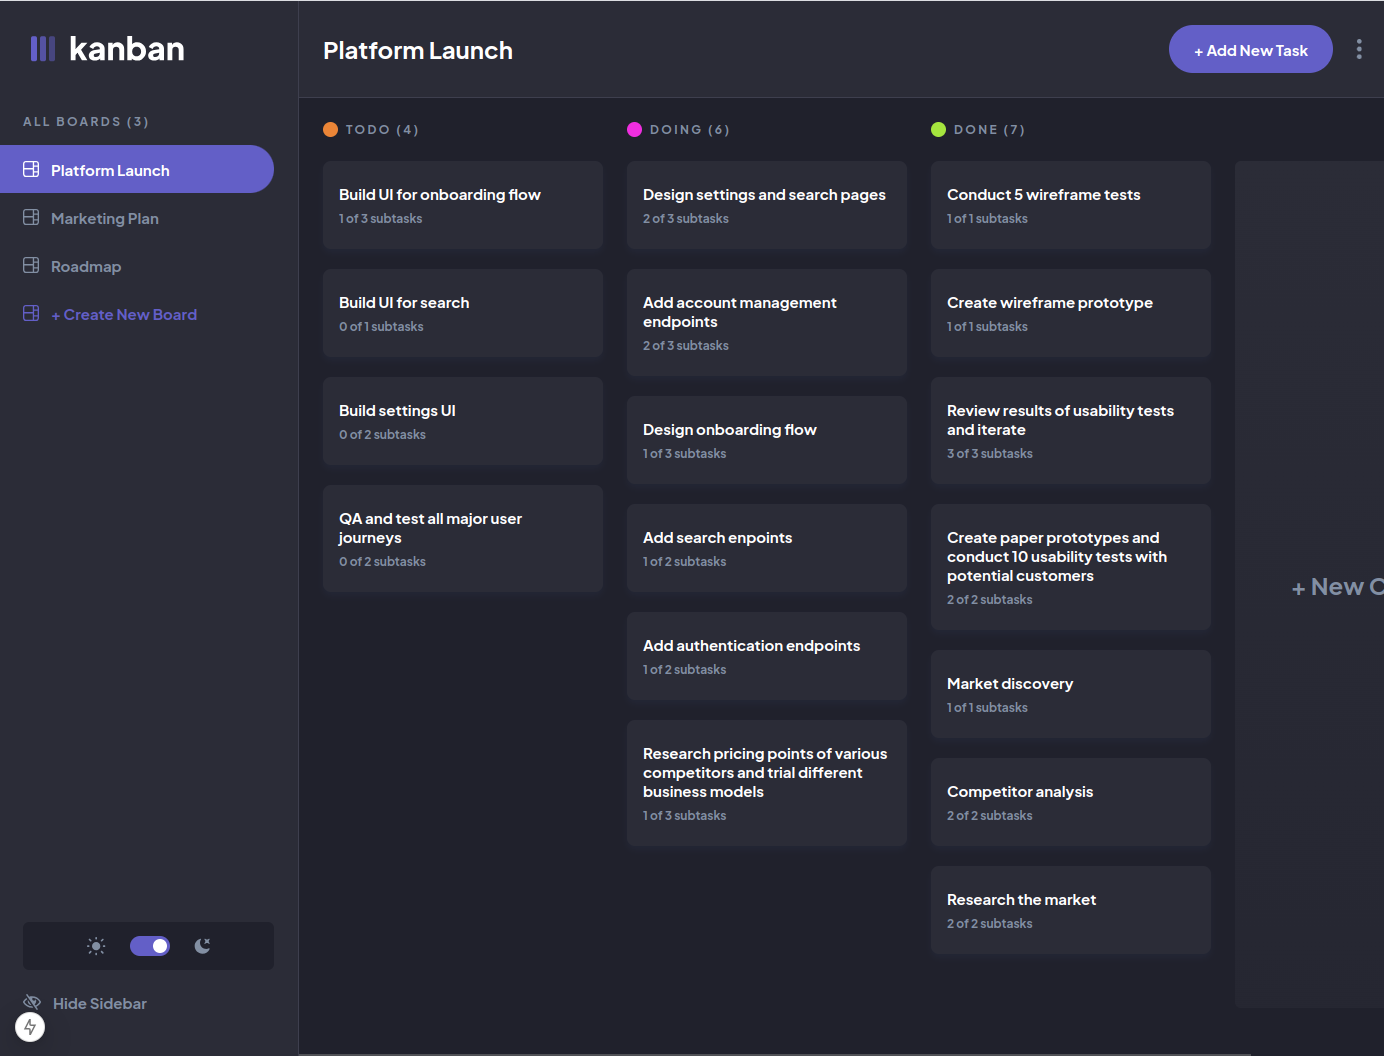 kanban
ALL BOARDS (3)
Platform Launch
Marketing Plan
Roadmap
+ Create New Board
Hide Sidebar
Platform Launch
+ Add New Task
TODO (4)
Build UI for onboarding flow
1 of 3 subtasks
Build UI for search
0 of 1 subtasks
Build settings UI
0 of 2 subtasks
QA and test all major user
journeys
0 of 2 subtasks
DOING (6)
Design settings and search pages
2 of 3 subtasks
Add account management
endpoints
2 of 3 subtasks
Design onboarding flow
1 of 3 subtasks
Add search enpoints
1 of 2 subtasks
Add authentication endpoints
1 of 2 subtasks
Research pricing points of various
competitors and trial different
business models
1 of 3 subtasks
DONE (7)
Conduct 5 wireframe tests
1 of 1 subtasks
Create wireframe prototype
1 of 1 subtasks
Review results of usability tests
and iterate
3 of 3 subtasks
Create paper prototypes and
conduct 10 usability tests with
potential customers
2 of 2 subtasks
Market discovery
1 of 1 subtasks
Competitor analysis
2 of 2 subtasks
Research the market
2 of 2 subtasks
+ New